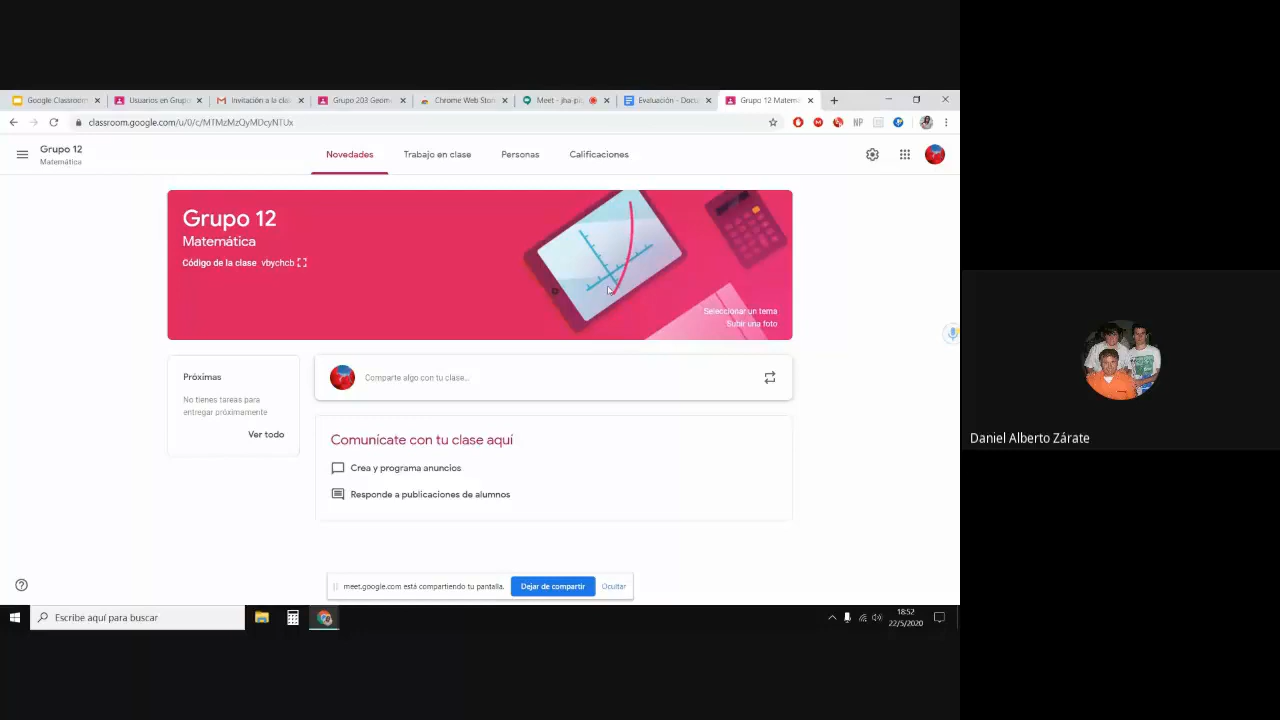 Google Classroom
Usuarios en Grupo
Invitación a la clas
Grupo 203 Geom
Chrome Web Stor
Meet - jna-pi
Evaluación - Docu
Grupo 12 Matem
classroom.google.com/u/0/c/MTMzMzQyMDcyNTUx
NP
Grupo 12
Matemática
Novedades
Trabajo en clase
Personas
Calificaciones
Grupo 12
Matemática
Código de la clase vbychcb
Seleccionar un tema
Subir una foto
Próximas
No tienes tareas para
entregar próximamente
Ver todo
Comparte algo con tu clase...
Comunícate con tu clase aquí
Crea y programa anuncios
Responde a publicaciones de alumnos
meet.google.com está compartiendo tu pantalla.
Dejar de compartir
Ocultar
Escribe aquí para buscar
18:52
22/5/2020
Daniel Alberto Zárate